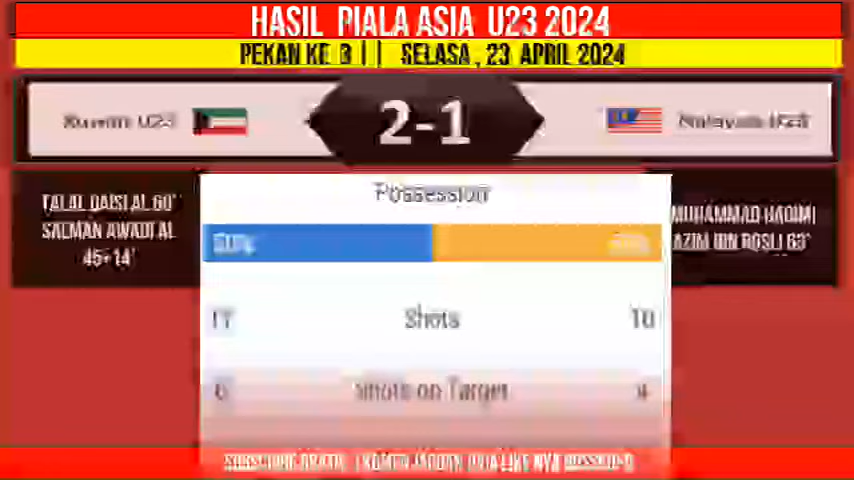 HASIL PIALA ASIA U23 2024
PEKAN KE 3 || SELASA, 23 APRIL 2024
Kuwait U23
2-1
Malaysia U23
TALAL QAISI AL 60'
SALMAN AWADI AL
45+14'
MUHAMMAD HAQIMI
AZIM BIN ROSLI 63'
Possession
50%
17 Shots 10
6 Shots on Target 4